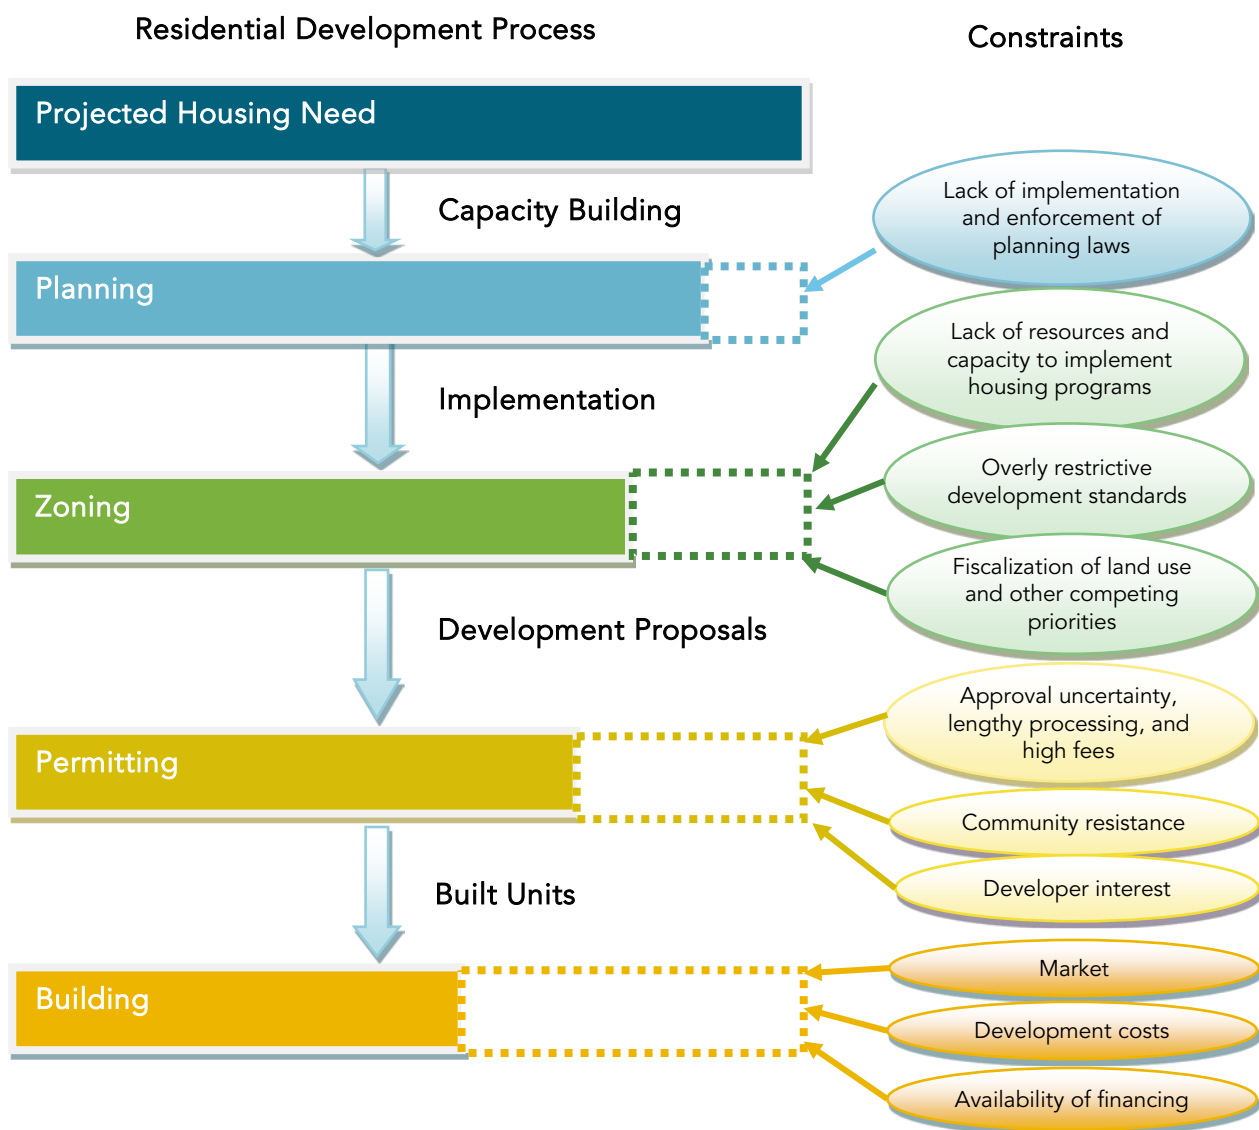 Residential Development Process
Constraints
Projected Housing Need
Capacity Building
Lack of implementation
and enforcement of
planning laws
Planning
Implementation
Lack of resources and
capacity to implement
housing programs
Zoning
Overly restrictive
development standards
Fiscalization of land use
and other competing
priorities
Development Proposals
Permitting
Approval uncertainty,
lengthy processing, and
high fees
Community resistance
Developer interest
Built Units
Building
Market
Development costs
Availability of financing